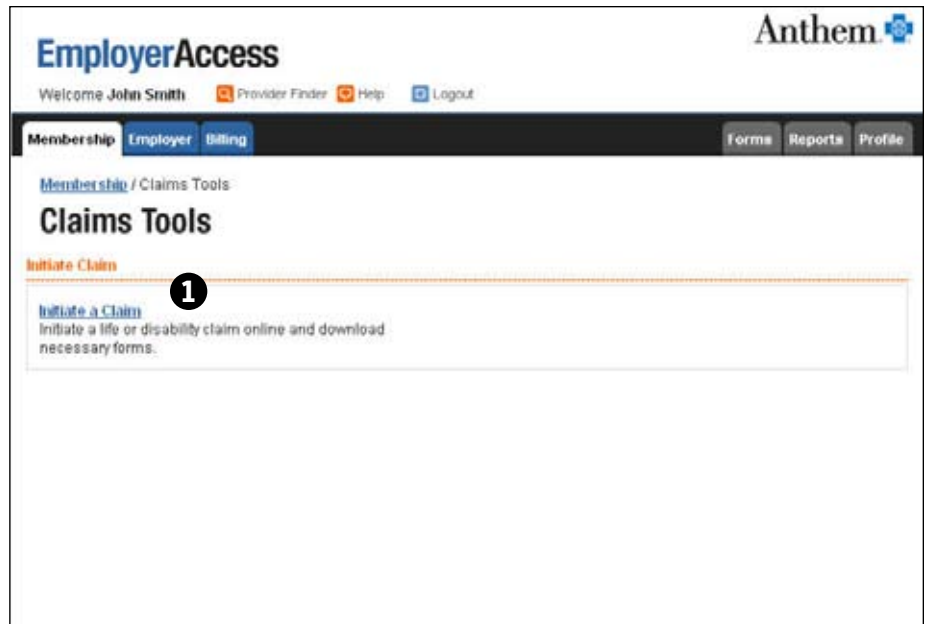 Anthem
EmployerAccess
Welcome John Smith Provider Finder Help Logout
Membership Employer Billing Forms Reports Profile
Membership / Claims Tools
Claims Tools
Initiate Claim
1
Initiate a Claim
Initiate a life or disability claim online and download
necessary forms.